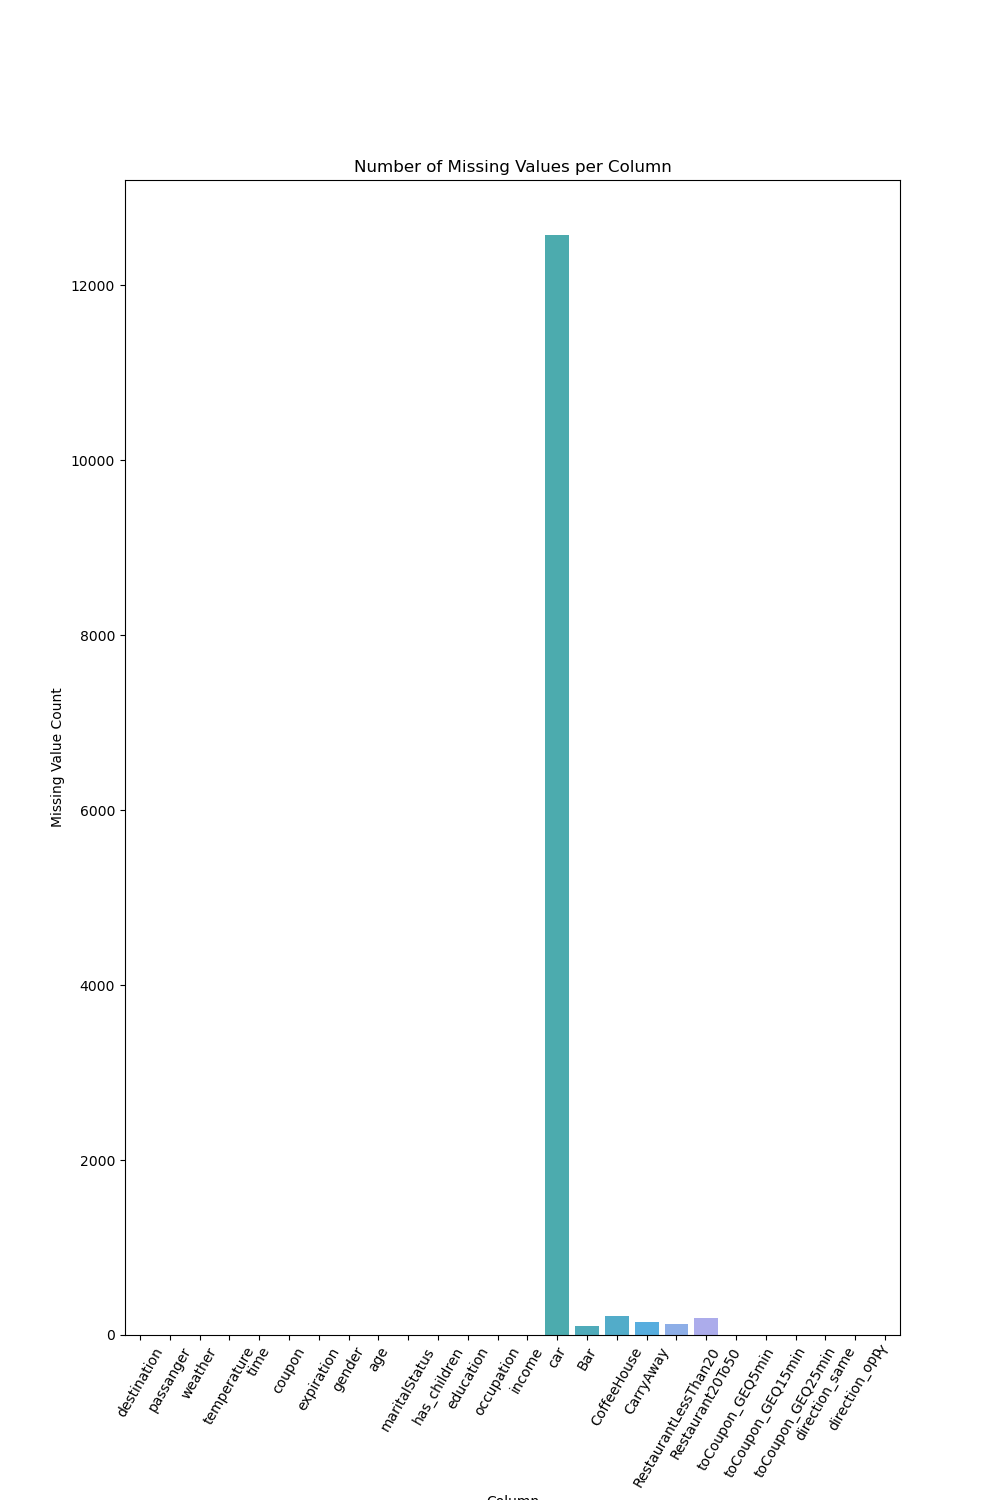 Number of Missing Values per Column
12000
10000
8000
6000
4000
2000
0
Missing Value Count
destination
passanger
weather
temperature
time
coupon
expiration
gender
age
maritalStatus
has_children
education
occupation
income
car
Bar
CoffeeHouse
CarryAway
RestaurantLessThan20
Restaurant20To50
toCoupon_GEQ5min
toCoupon_GEQ15min
toCoupon_GEQ25min
direction_same
direction_opp
Y
Column